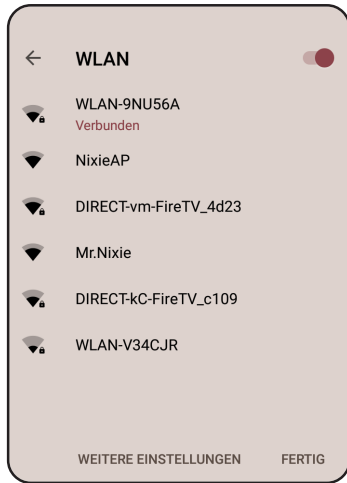 WLAN
WLAN-9NU56A
Verbunden
NixieAP
DIRECT-vm-FireTV_4d23
Mr.Nixie
DIRECT-kC-FireTV_c109
WLAN-V34CJR
WEITERE EINSTELLUNGEN FERTIG